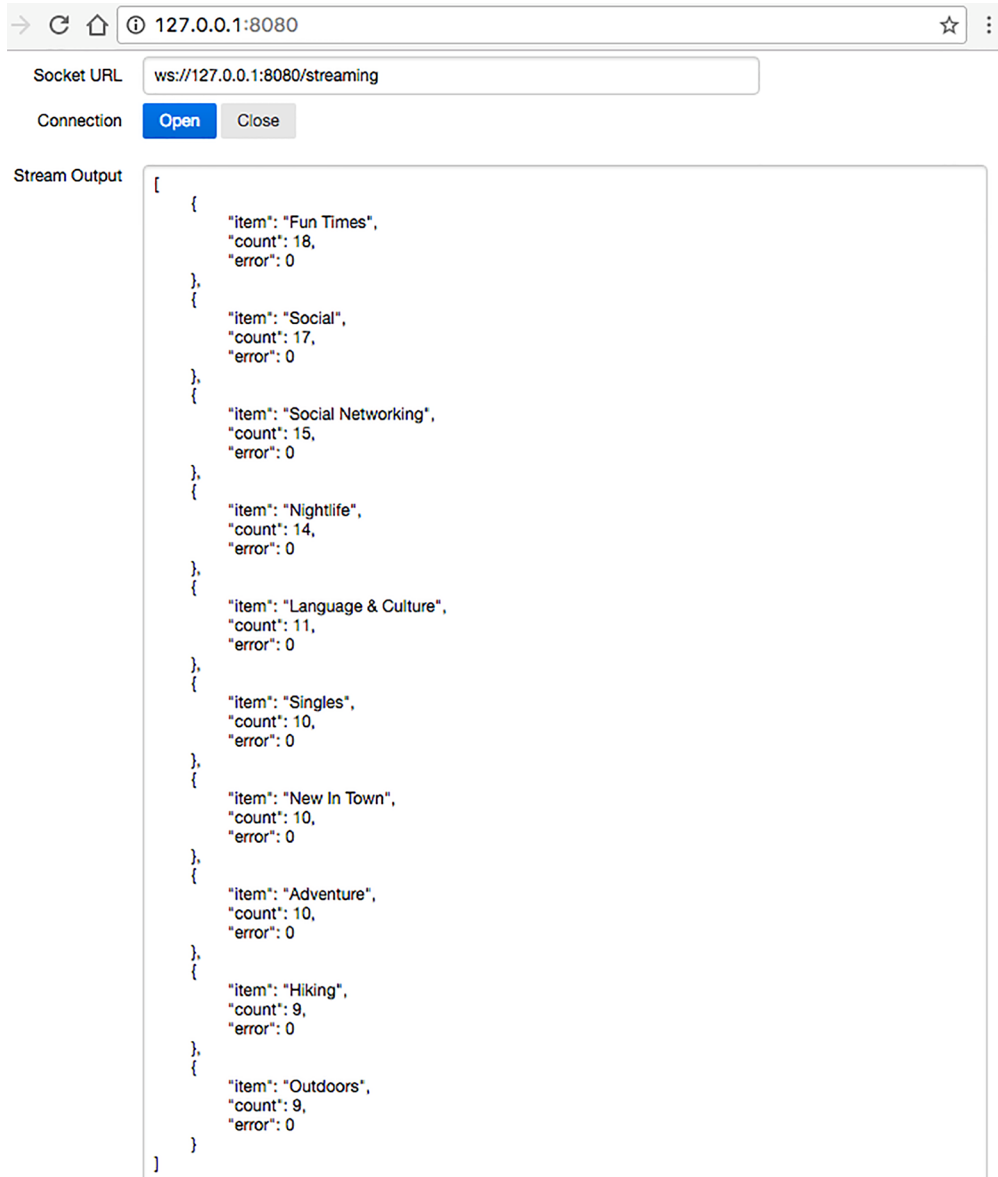 127.0.0.1:8080
Socket URL ws://127.0.0.1:8080/streaming
Connection Open Close
Stream Output [
{
"item": "Fun Times",
"count": 18,
"error": 0
},
{
"item": "Social",
"count": 17,
"error": 0
},
{
"item": "Social Networking",
"count": 15,
"error": 0
},
{
"item": "Nightlife",
"count": 14,
"error": 0
},
{
"item": "Language & Culture",
"count": 11,
"error": 0
},
{
"item": "Singles",
"count": 10,
"error": 0
},
{
"item": "New In Town",
"count": 10,
"error": 0
},
{
"item": "Adventure",
"count": 10,
"error": 0
},
{
"item": "Hiking",
"count": 9,
"error": 0
},
{
"item": "Outdoors",
"count": 9,
"error": 0
}
]